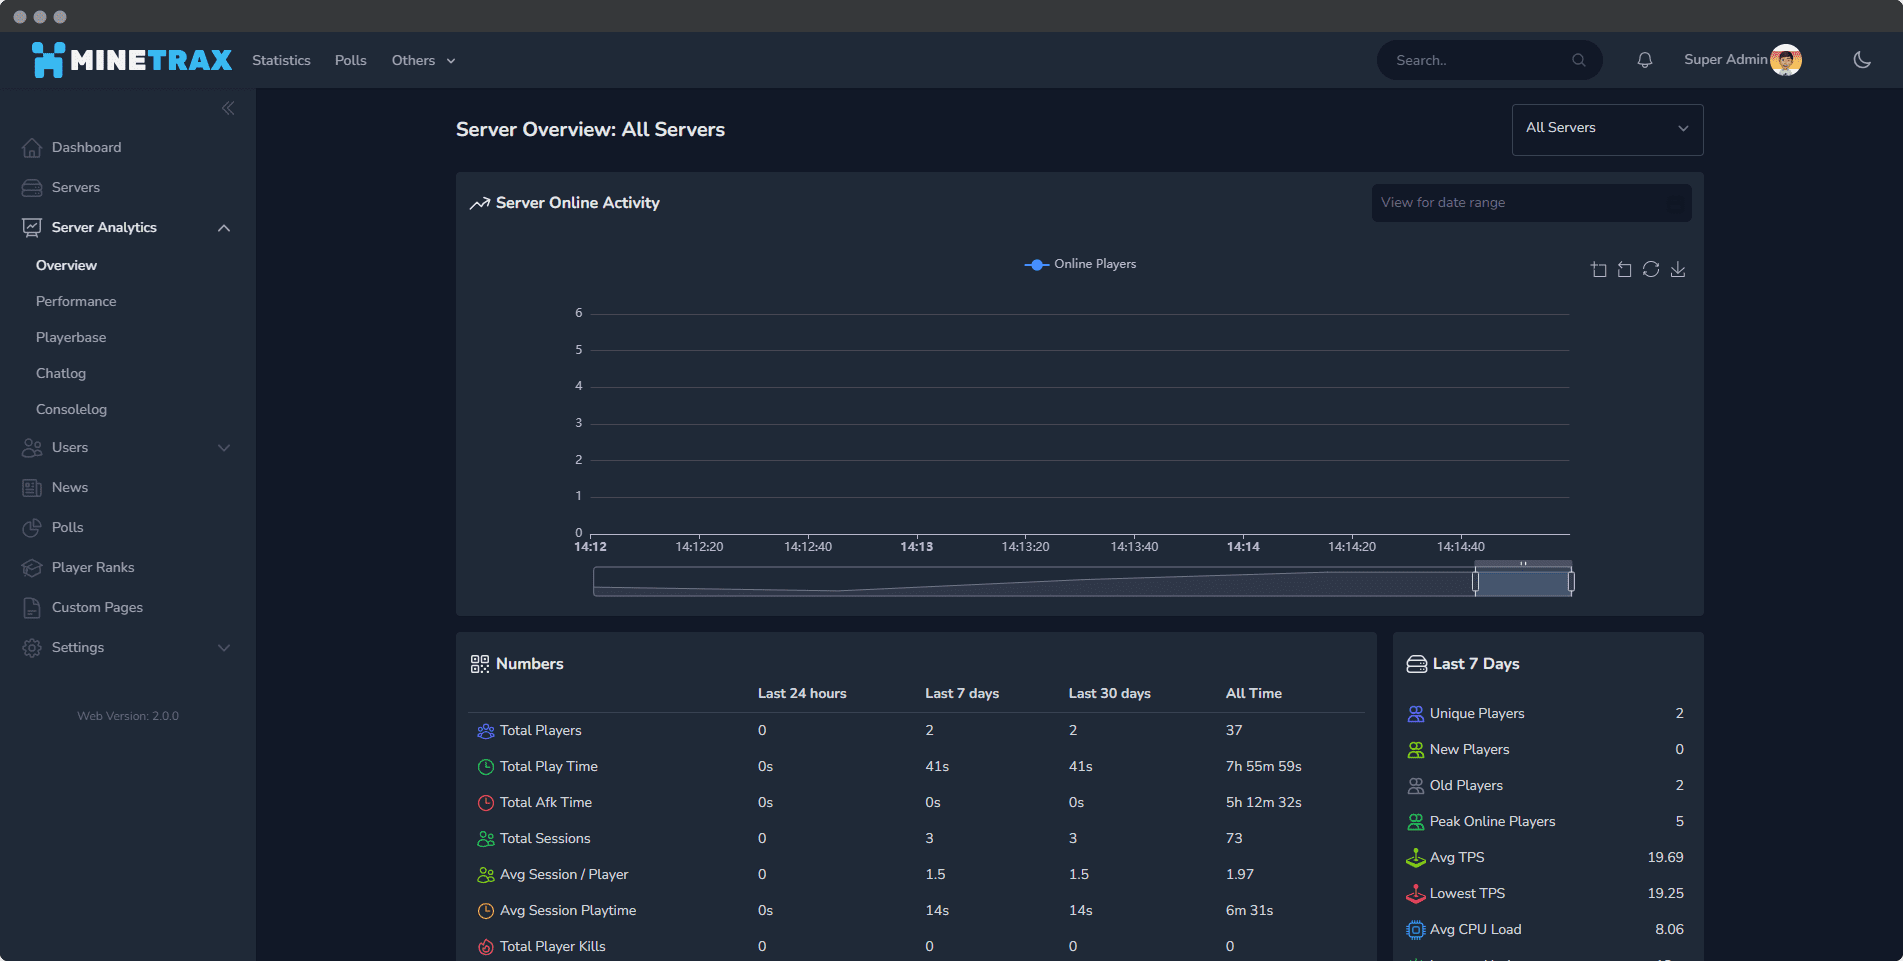 MINETRAX
Statistics
Polls
Others
Search..
Super Admin
Dashboard
Servers
Server Analytics
Overview
Performance
Playerbase
Chatlog
Consolelog
Users
News
Polls
Player Ranks
Custom Pages
Settings
Web Version: 2.0.0
Server Overview: All Servers
All Servers
Server Online Activity
View for date range
Online Players
6
5
4
3
2
1
0
14:12 14:12:20 14:12:40 14:13 14:13:20 14:13:40 14:14 14:14:20 14:14:40
Numbers
Last 24 hours Last 7 days Last 30 days All Time
Total Players 0 2 2 37
Total Play Time 0s 41s 41s 7h 55m 59s
Total Afk Time 0s 0s 0s 5h 12m 32s
Total Sessions 0 3 3 73
Avg Session / Player 0 1.5 1.5 1.97
Avg Session Playtime 0s 14s 14s 6m 31s
Total Player Kills 0 0 0 0
Last 7 Days
Unique Players 2
New Players 0
Old Players 2
Peak Online Players 5
Avg TPS 19.69
Lowest TPS 19.25
Avg CPU Load 8.06